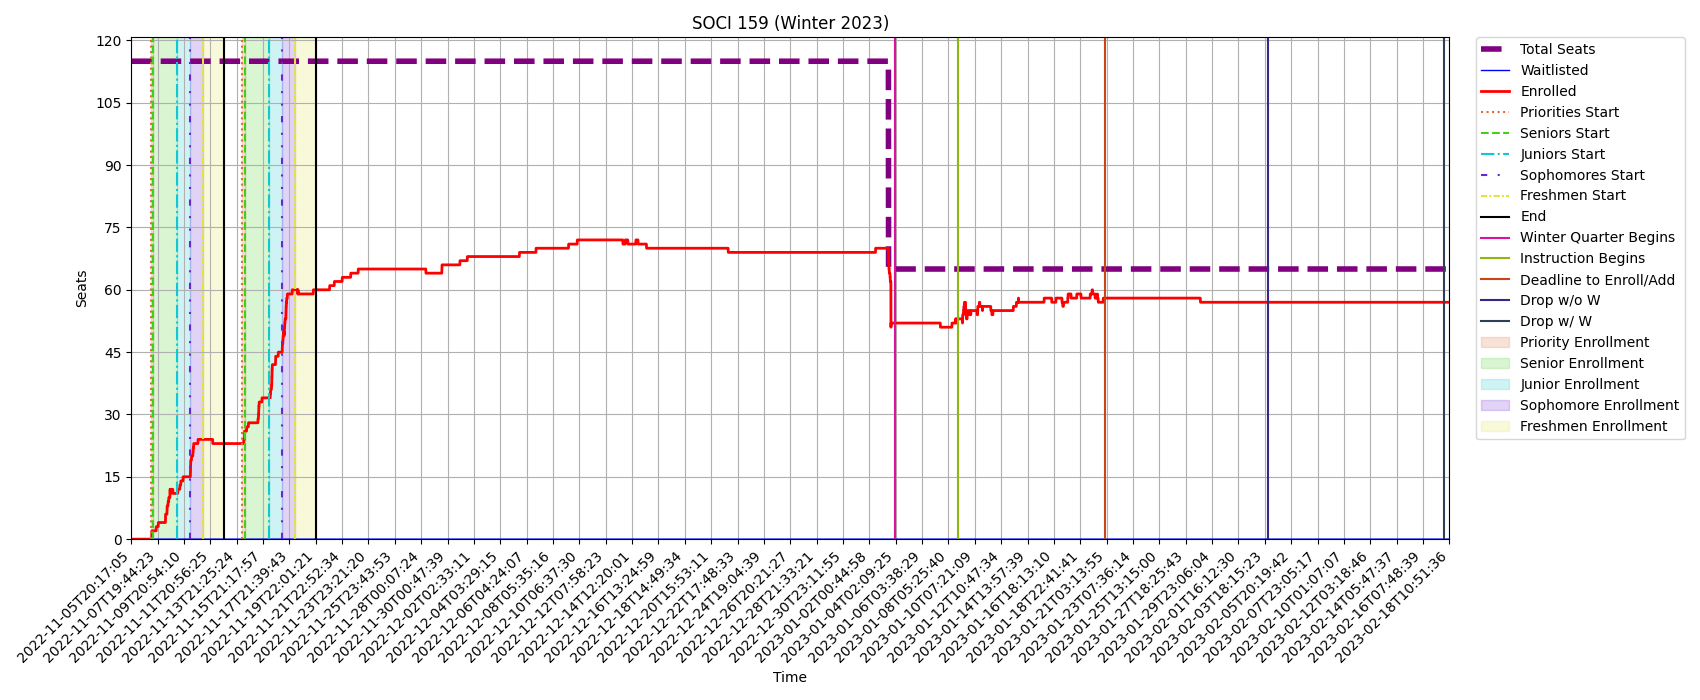 SOCI 159 (Winter 2023)
Seats
120
105
90
75
60
45
30
15
0
2022-11-05T20:17:05
2022-11-07T19:44:23
2022-11-09T20:54:10
2022-11-11T20:56:25
2022-11-13T21:25:24
2022-11-15T21:17:57
2022-11-17T21:39:43
2022-11-19T22:01:21
2022-11-21T22:52:34
2022-11-23T23:21:20
2022-11-25T23:43:53
2022-11-28T00:07:24
2022-11-30T00:47:39
2022-12-02T02:33:11
2022-12-04T03:29:15
2022-12-06T04:24:07
2022-12-08T05:35:16
2022-12-10T06:37:30
2022-12-12T07:58:23
2022-12-14T12:20:01
2022-12-16T13:24:59
2022-12-18T14:49:34
2022-12-20T15:53:11
2022-12-22T17:48:33
2022-12-24T19:04:39
2022-12-26T20:21:27
2022-12-28T21:33:21
2022-12-30T23:11:55
2023-01-02T00:44:58
2023-01-04T02:09:25
2023-01-06T03:38:29
2023-01-08T05:25:40
2023-01-10T07:21:09
2023-01-12T10:47:34
2023-01-14T13:57:39
2023-01-16T18:13:10
2023-01-18T22:41:41
2023-01-21T03:13:55
2023-01-23T07:36:14
2023-01-25T13:15:00
2023-01-27T18:25:43
2023-01-29T23:06:04
2023-02-01T16:12:30
2023-02-03T18:15:23
2023-02-05T20:19:42
2023-02-07T23:05:17
2023-02-10T01:07:07
2023-02-12T03:18:46
2023-02-14T05:47:37
2023-02-16T07:48:39
2023-02-18T10:51:36
Time
Total Seats
Waitlisted
Enrolled
Priorities Start
Seniors Start
Juniors Start
Sophomores Start
Freshmen Start
End
Winter Quarter Begins
Instruction Begins
Deadline to Enroll/Add
Drop w/o W
Drop w/ W
Priority Enrollment
Senior Enrollment
Junior Enrollment
Sophomore Enrollment
Freshmen Enrollment